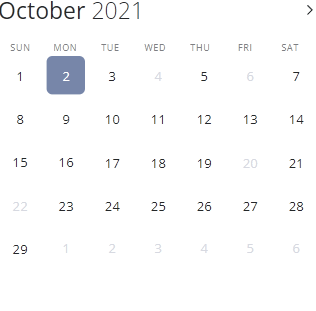 October 2021 >
SUN MON TUE WED THU FRI SAT
1 2 3 4 5 6 7
8 9 10 11 12 13 14
15 16 17 18 19 20 21
22 23 24 25 26 27 28
29 1 2 3 4 5 6